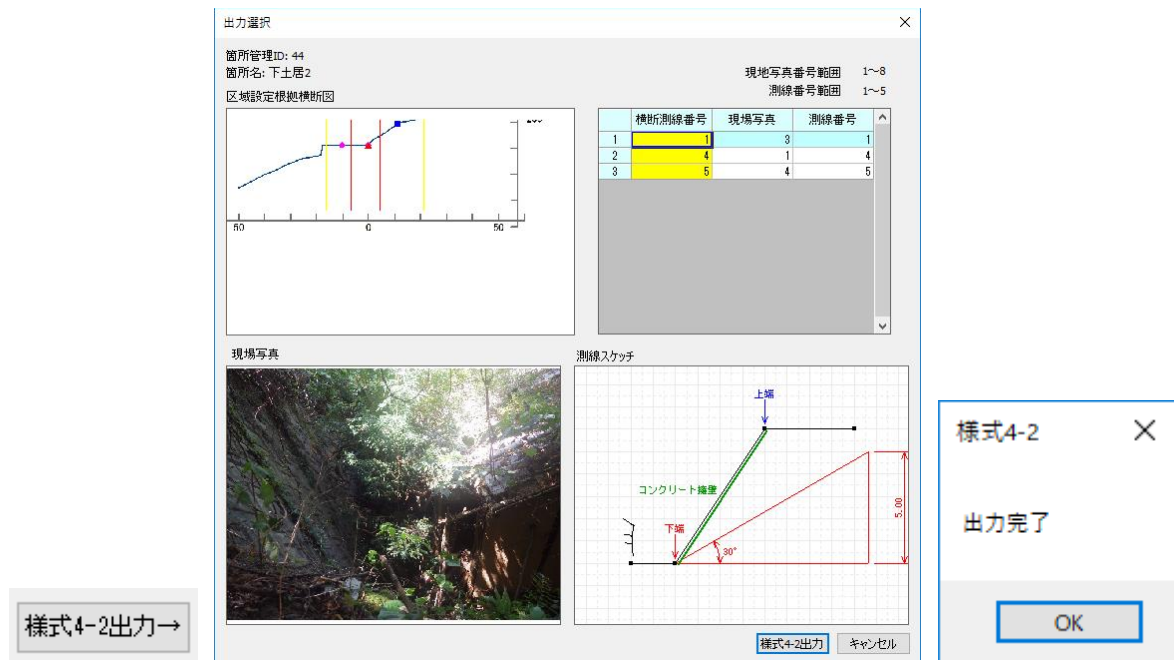 様式4-2出力→
出力選択
箇所管理ID: 44
箇所名: 下土居2
現地写真番号範囲 1～8
測線番号範囲 1～5
区域設定根拠横断図
50 0 50
横断測線番号 現場写真 測線番号
1 1 3 1
2 4 1 4
3 5 4 5
現場写真
測線スケッチ
上端
コンクリート擁壁
下端
30°
5.00
様式4-2出力 キャンセル
様式4-2
出力完了
OK